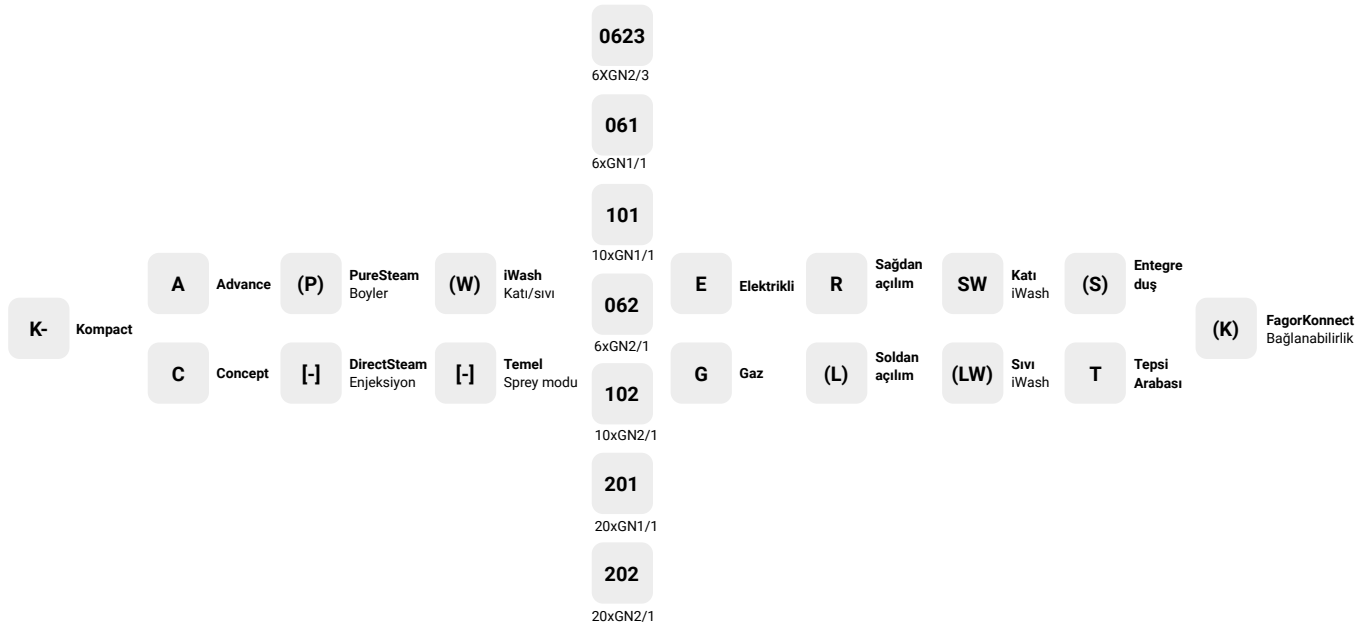 K-
Kompact
A
Advance
C
Concept
(P)
PureSteam
Boyler
[-]
DirectSteam
Enjeksiyon
(W)
iWash
Katı/sıvı
[-]
Temel
Sprey modu
0623
6XGN2/3
061
6xGN1/1
101
10xGN1/1
062
6xGN2/1
102
10xGN2/1
201
20xGN1/1
202
20xGN2/1
E
Elektrikli
G
Gaz
R
Sağdan
açılım
(L)
Soldan
açılım
SW
Katı
iWash
(LW)
Sıvı
iWash
(S)
Entegre
duş
T
Tepsi
Arabası
(K)
FagorKonnect
Bağlanabilirlik